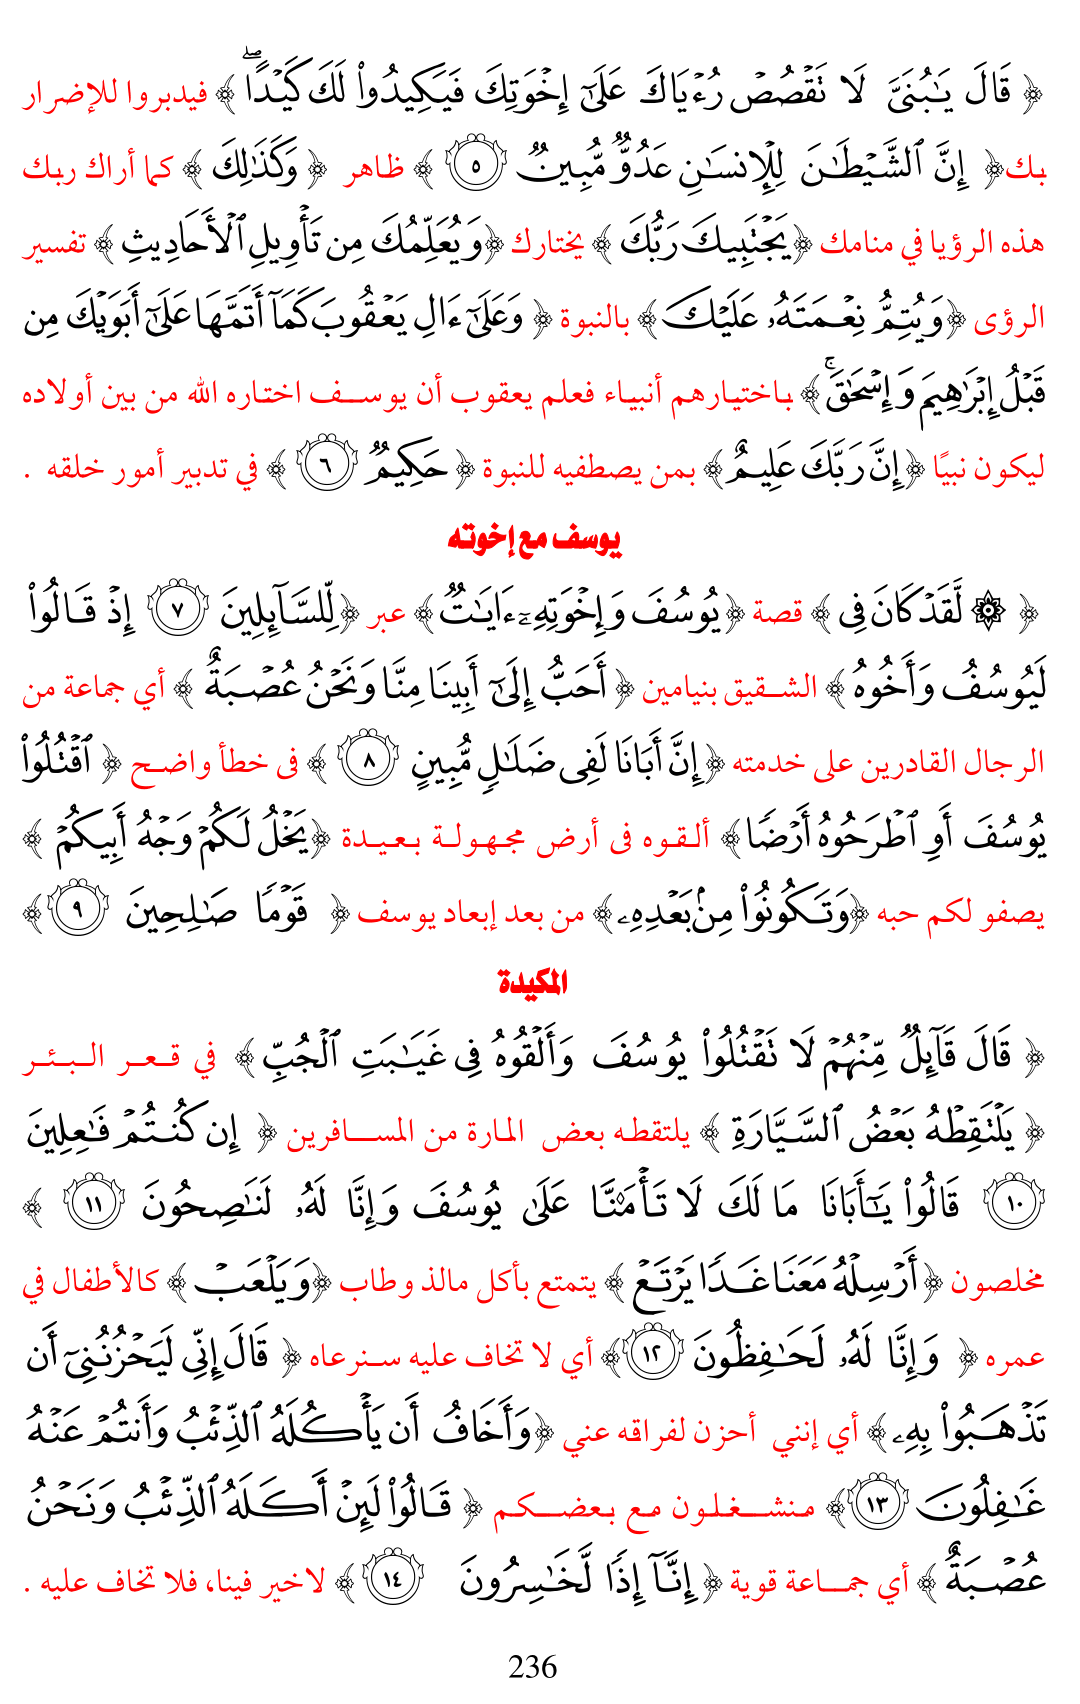 ﴿ قَالَ يَٰبُنَيَّ لَا تَقۡصُصۡ رُءۡيَاكَ عَلَىٰٓ إِخۡوَتِكَ فَيَكِيدُواْ لَكَ كَيۡدًاۖ ﴾ فيدبروا للإضرار
بك﴿ إِنَّ ٱلشَّيۡطَٰنَ لِلۡإِنسَٰنِ عَدُوّٞ مُّبِينٞ ٥ ﴾ ظاهر ﴿ وَكَذَٰلِكَ ﴾ كما أراك ربك
هذه الرؤيا في منامك ﴿يَجۡتَبِيكَ رَبُّكَ ﴾ يختارك ﴿وَيُعَلِّمُكَ مِن تَأۡوِيلِ ٱلۡأَحَادِيثِ ﴾ تفسير
الرؤى ﴿وَيُتِمُّ نِعۡمَتَهُۥ عَلَيۡكَ﴾ بالنبوة ﴿ وَعَلَىٰٓ ءَالِ يَعۡقُوبَ كَمَآ أَتَمَّهَا عَلَىٰٓ أَبَوَيۡكَ مِن
قَبۡلُ إِبۡرَٰهِيمَ وَإِسۡحَٰقَۚ ﴾ باختيارهم أنبياء فعلم يعقوب أن يوسف اختاره الله من بين أولاده
ليكون نبيًا ﴿إِنَّ رَبَّكَ عَلِيمٌ﴾ بمن يصطفيه للنبوة ﴿ حَكِيمٞ ٦ ﴾ في تدبير أمور خلقه .
يوسف مع إخوته
﴿ ۞ لَّقَدۡ كَانَ فِي ﴾ قصة ﴿يُوسُفَ وَإِخۡوَتِهِۦٓ ءَايَٰتٞ﴾ عبر ﴿لِّلسَّآئِلِينَ ٧ إِذۡ قَالُواْ
لَيُوسُفُ وَأَخُوهُ ﴾ الشقيق بنيامين ﴿ أَحَبُّ إِلَىٰٓ أَبِينَا مِنَّا وَنَحۡنُ عُصۡبَةٌ ﴾ أي جماعة من
الرجال القادرين على خدمته ﴿إِنَّ أَبَانَا لَفِي ضَلَٰلٖ مُّبِينٍ ٨ ﴾ فى خطأ واضح ﴿ ٱقۡتُلُواْ
يُوسُفَ أَوِ ٱطۡرَحُوهُ أَرۡضٗا﴾ ألقوه فى أرض مجهولة بعيدة ﴿يَخۡلُ لَكُمۡ وَجۡهُ أَبِيكُمۡ ﴾
يصفو لكم حبه ﴿وَتَكُونُواْ مِنۢ بَعۡدِهِۦ﴾ من بعد إبعاد يوسف ﴿ قَوۡمٗا صَٰلِحِينَ ٩ ﴾
المكيدة
﴿ قَالَ قَآئِلٞ مِّنۡهُمۡ لَا تَقۡتُلُواْ يُوسُفَ وَأَلۡقُوهُ فِي غَيَٰبَتِ ٱلۡجُبِّ ﴾ في قعر البئر
﴿ يَلۡتَقِطۡهُ بَعۡضُ ٱلسَّيَّارَةِ ﴾ يلتقطه بعض المارة من المسافرين ﴿ إِن كُنتُمۡ فَٰعِلِينَ
١٠ قَالُواْ يَٰٓأَبَانَا مَا لَكَ لَا تَأۡمَ۬نَّا عَلَىٰ يُوسُفَ وَإِنَّا لَهُۥ لَنَٰصِحُونَ ١١ ﴾
مخلصون ﴿أَرۡسِلۡهُ مَعَنَا غَدٗا يَرۡتَعۡ ﴾ يتمتع بأكل مالذ وطاب ﴿وَيَلۡعَبۡ ﴾ كالأطفال في
عمره ﴿ وَإِنَّا لَهُۥ لَحَٰفِظُونَ ١٢﴾ أي لا تخاف عليه سنرعاه ﴿ قَالَ إِنِّي لَيَحۡزُنُنِيٓ أَن
تَذۡهَبُواْ بِهِۦ﴾ أي إنني أحزن لفراقه عني ﴿وَأَخَافُ أَن يَأۡكُلَهُ ٱلذِّئۡبُ وَأَنتُمۡ عَنۡهُ
غَٰفِلُونَ ١٣﴾ منشغلون مع بعضكم ﴿ قَالُواْ لَئِنۡ أَكَلَهُ ٱلذِّئۡبُ وَنَحۡنُ
عُصۡبَةٌ ﴾ أي جماعة قوية ﴿ إِنَّآ إِذٗا لَّخَٰسِرُونَ ١٤ ﴾ لاخير فينا، فلا تخاف عليه .
236